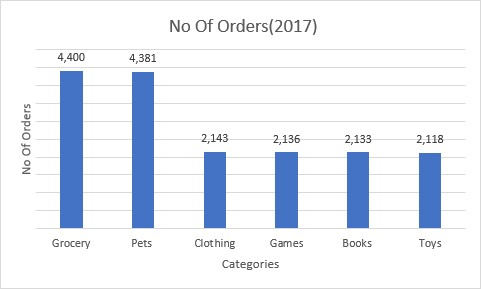 No Of Orders(2017)
4,400
4,381
2,143
2,136
2,133
2,118
No Of Orders
Grocery
Pets
Clothing
Games
Books
Toys
Categories